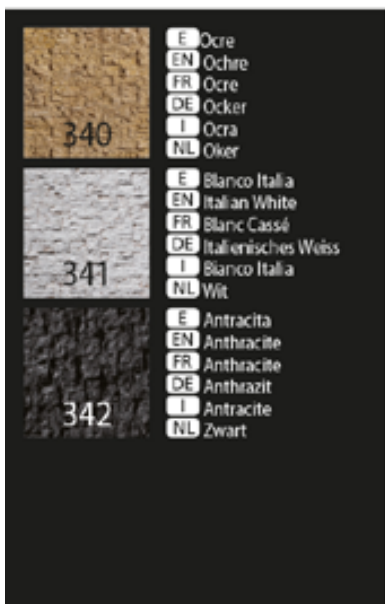 340
E Ocre
EN Ochre
FR Ocre
DE Ocker
I Ocra
NL Oker
341
E Blanco Italia
EN Italian White
FR Blanc Cassé
DE Italienisches Weiss
I Bianco Italia
NL Wit
342
E Antracita
EN Anthracite
FR Anthracite
DE Anthrazit
I Antracite
NL Zwart